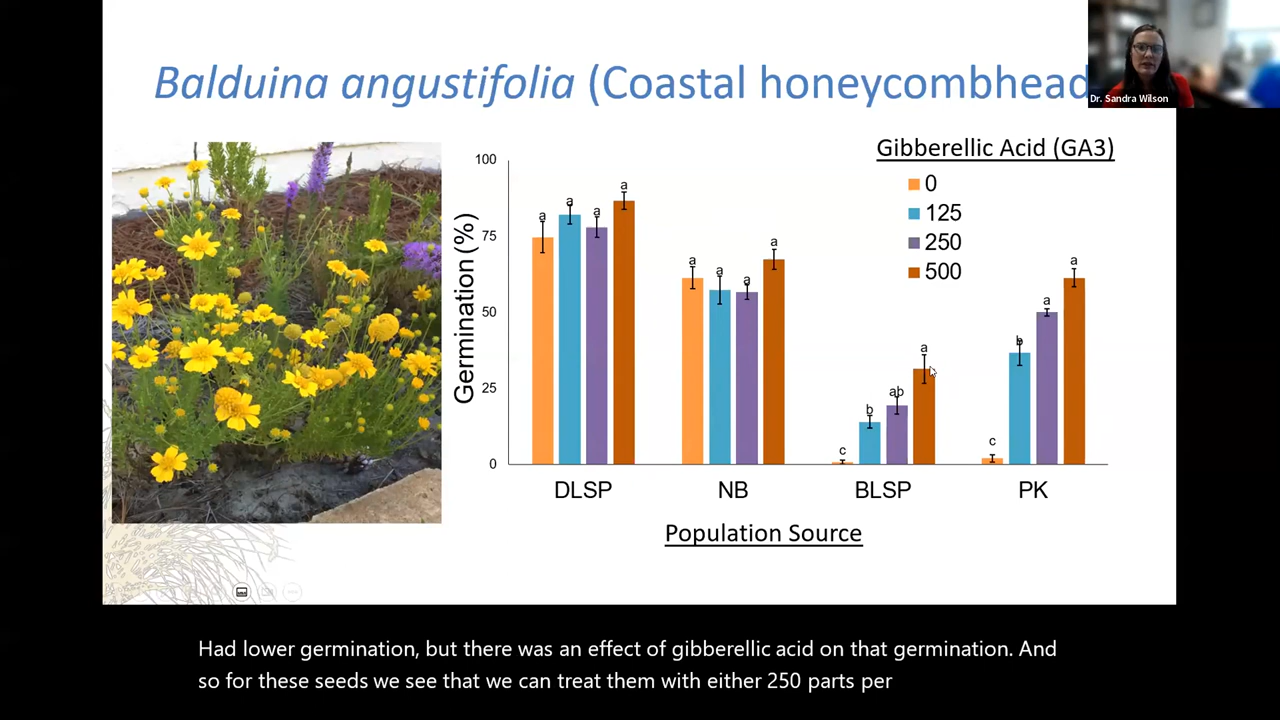 Balduina angustifolia (Coastal honeycombhead
Dr. Sandra Wilson
Gibberellic Acid (GA3)
0
125
250
500
Germination (%)
100
75
50
25
0
a
a
a
a
a
a
a
a
c
b
ab
a
c
b
a
a
DLSP
NB
BLSP
PK
Population Source
Had lower germination, but there was an effect of gibberellic acid on that germination. And
so for these seeds we see that we can treat them with either 250 parts per